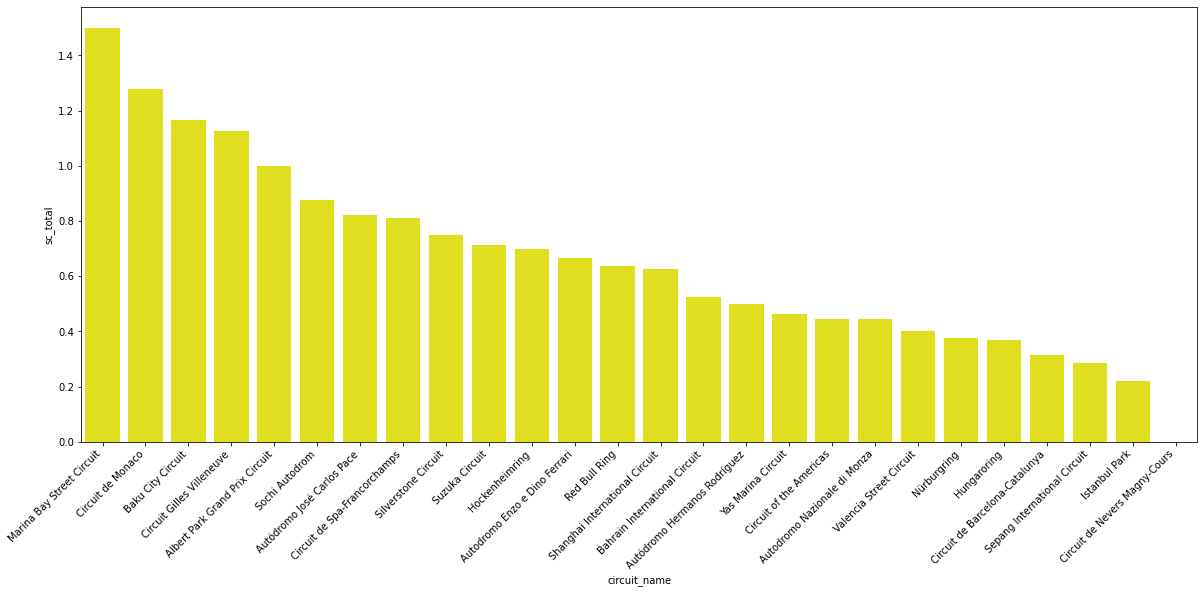 1.4
1.2
1.0
0.8
0.6
0.4
0.2
0.0
sc_total
Marina Bay Street Circuit
Circuit de Monaco
Baku City Circuit
Circuit Gilles Villeneuve
Albert Park Grand Prix Circuit
Sochi Autodrom
Autódromo José Carlos Pace
Circuit de Spa-Francorchamps
Silverstone Circuit
Suzuka Circuit
Hockenheimring
Autodromo Enzo e Dino Ferrari
Red Bull Ring
Shanghai International Circuit
Bahrain International Circuit
Autódromo Hermanos Rodríguez
Yas Marina Circuit
Circuit of the Americas
Autodromo Nazionale di Monza
Valencia Street Circuit
Nürburgring
Hungaroring
Circuit de Barcelona-Catalunya
Sepang International Circuit
Istanbul Park
Circuit de Nevers Magny-Cours
circuit_name